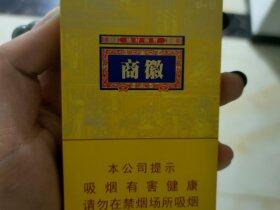 商徽
本公司提示
吸烟有害健康
请勿在禁烟场所吸烟